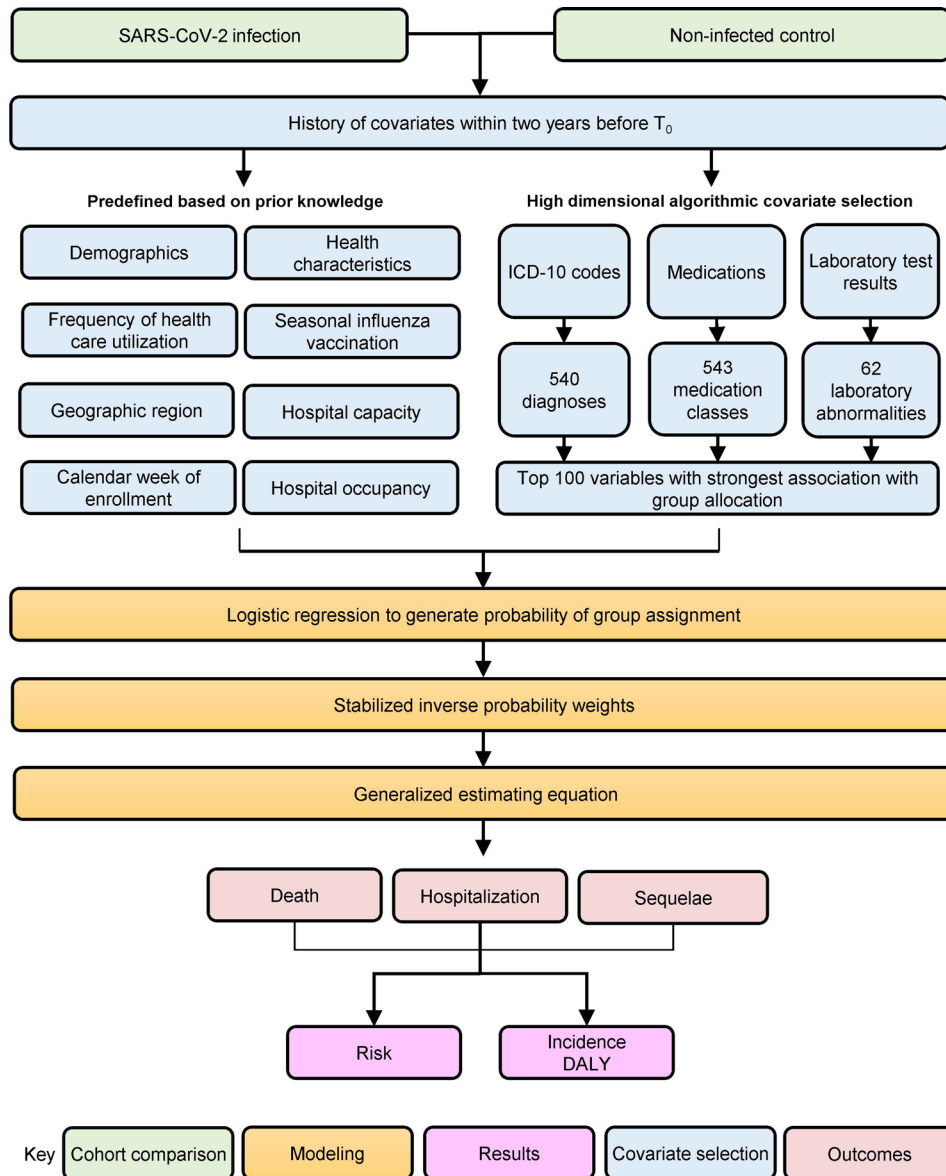 SARS-CoV-2 infection
Non-infected control
History of covariates within two years before T₀
Predefined based on prior knowledge
High dimensional algorithmic covariate selection
Demographics
Health
characteristics
Frequency of health
care utilization
Seasonal influenza
vaccination
Geographic region
Hospital capacity
Calendar week of
enrollment
Hospital occupancy
ICD-10 codes
Medications
Laboratory test
results
540
diagnoses
543
medication
classes
62
laboratory
abnormalities
Top 100 variables with strongest association with
group allocation
Logistic regression to generate probability of group assignment
Stabilized inverse probability weights
Generalized estimating equation
Death
Hospitalization
Sequelae
Risk
Incidence
DALY
Key
Cohort comparison
Modeling
Results
Covariate selection
Outcomes